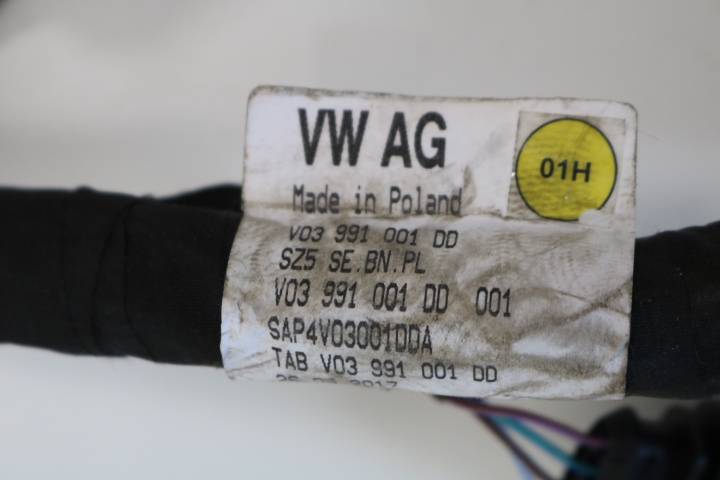 VW AG
01H
Made in Poland
V03 991 001 DD
SZ5 SE.BN.PL
V03 991 001 DD 001
SAP4V03001DDA
TAB V03 991 001 DD